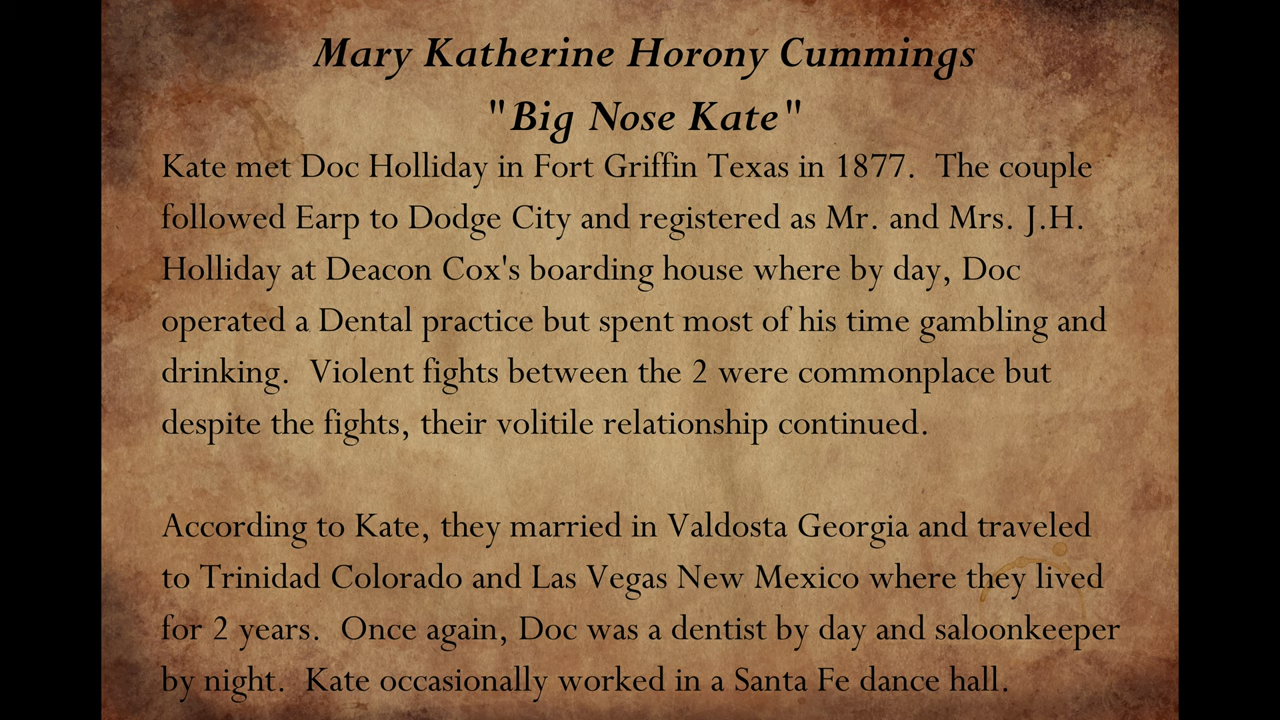 Mary Katherine Horony Cummings
"Big Nose Kate"
Kate met Doc Holliday in Fort Griffin Texas in 1877.  The couple
followed Earp to Dodge City and registered as Mr. and Mrs. J.H.
Holliday at Deacon Cox's boarding house where by day, Doc
operated a Dental practice but spent most of his time gambling and
drinking.  Violent fights between the 2 were commonplace but
despite the fights, their volitile relationship continued.
According to Kate, they married in Valdosta Georgia and traveled
to Trinidad Colorado and Las Vegas New Mexico where they lived
for 2 years.  Once again, Doc was a dentist by day and saloonkeeper
by night.  Kate occasionally worked in a Santa Fe dance hall.